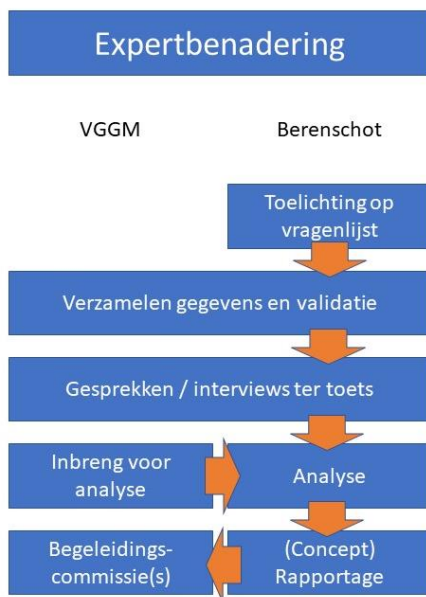 Expertbenadering
VGGM
Berenschot
Toelichting op
vragenlijst
Verzamelen gegevens en validatie
Gesprekken / interviews ter toets
Inbreng voor
analyse
Analyse
Begeleidings-
commissie(s)
(Concept)
Rapportage